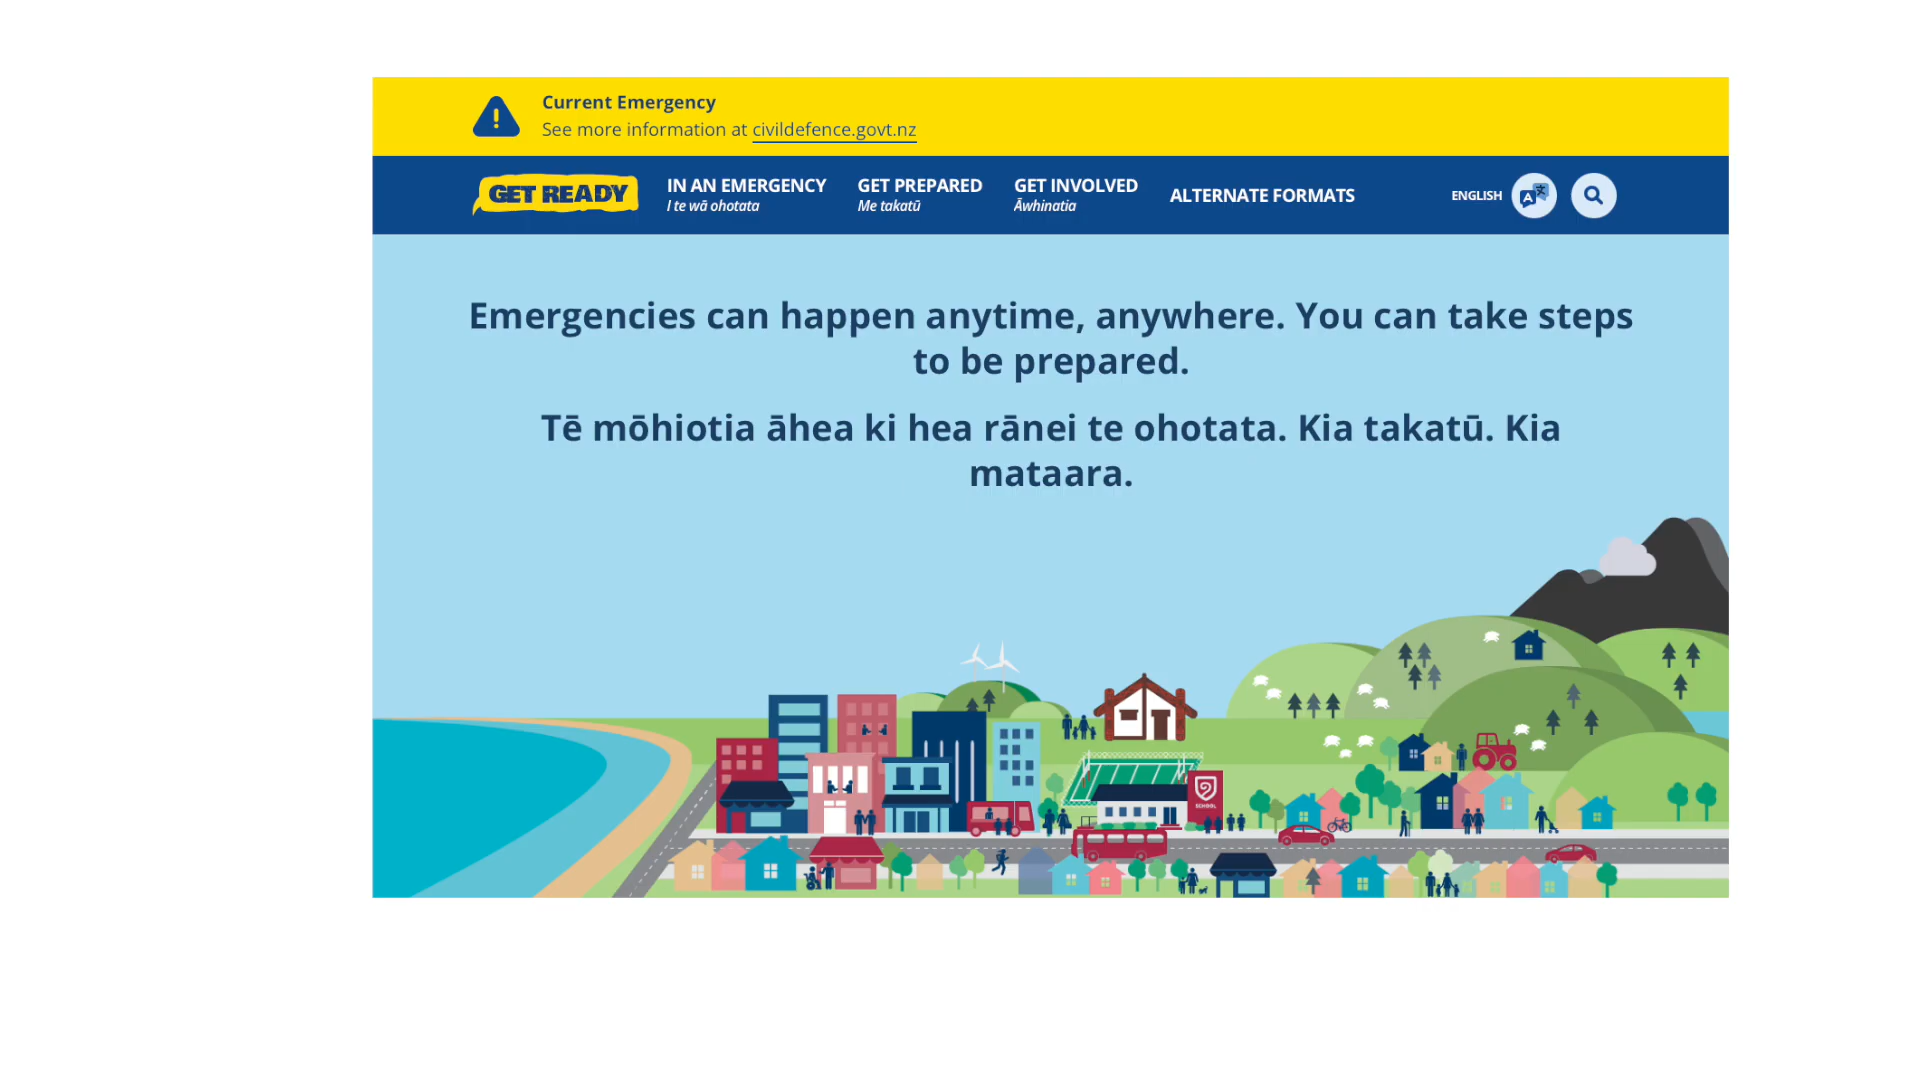 Current Emergency
See more information at civildefence.govt.nz
GET READY
IN AN EMERGENCY
I te wā ohotata
GET PREPARED
Me takatū
GET INVOLVED
Āwhinatia
ALTERNATE FORMATS
ENGLISH
A 文
Emergencies can happen anytime, anywhere. You can take steps
to be prepared.
Tē mōhiotia āhea ki hea rānei te ohotata. Kia takatū. Kia
mataara.
SCHOOL